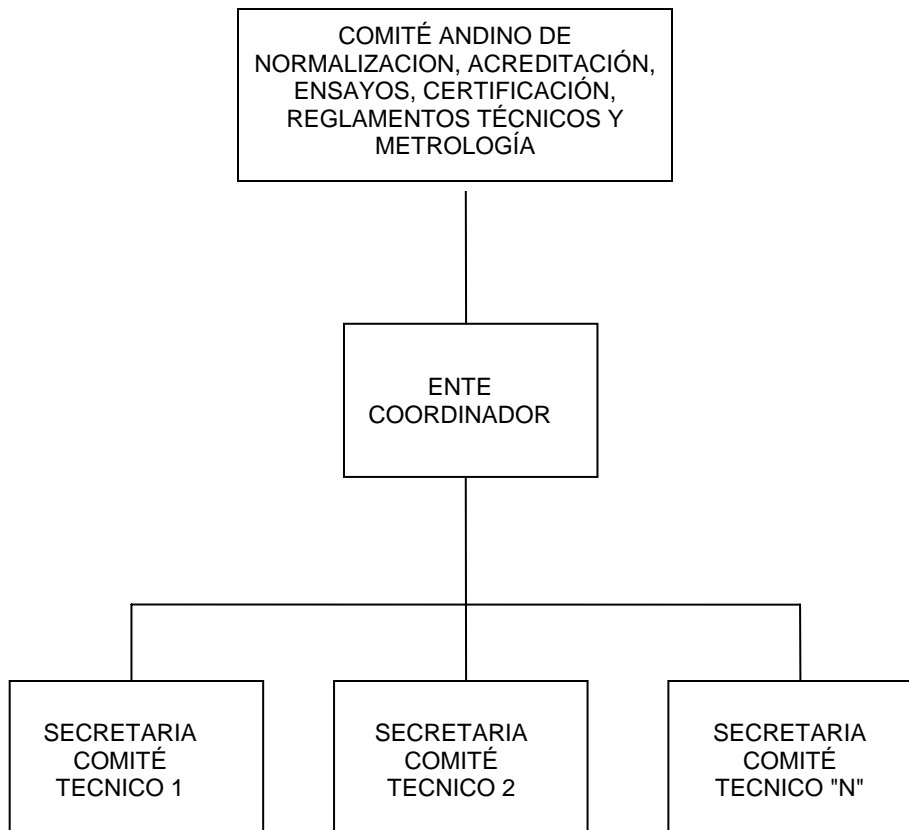 COMITÉ ANDINO DE
NORMALIZACION, ACREDITACIÓN,
ENSAYOS, CERTIFICACIÓN,
REGLAMENTOS TÉCNICOS Y
METROLOGÍA
ENTE
COORDINADOR
SECRETARIA
COMITÉ
TECNICO 1
SECRETARIA
COMITÉ
TECNICO 2
SECRETARIA
COMITÉ
TECNICO "N"